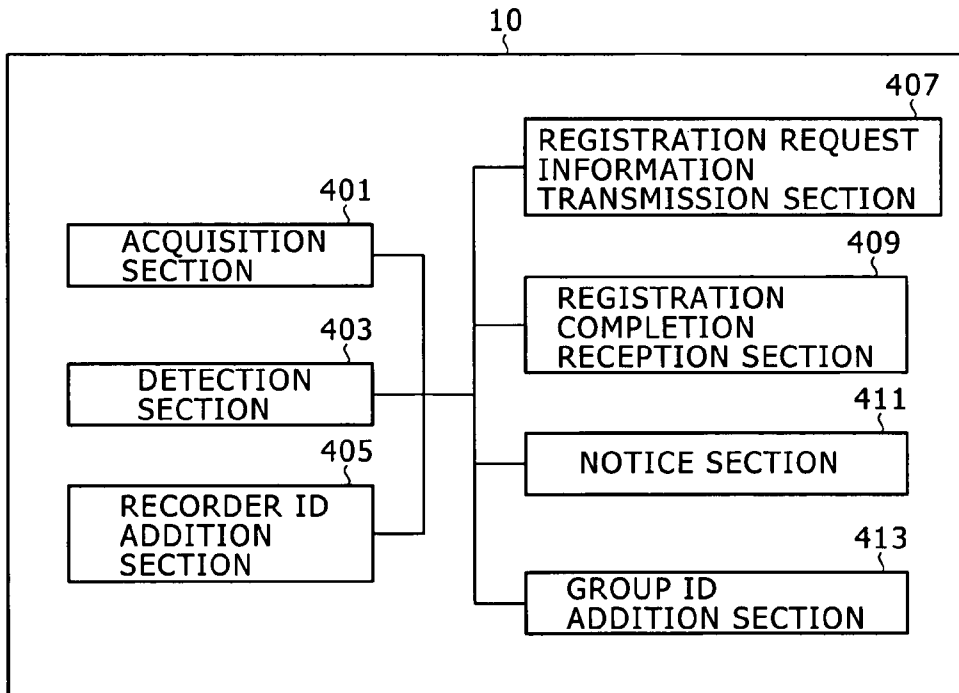 10
401
ACQUISITION
SECTION
403
DETECTION
SECTION
405
RECORDER ID
ADDITION
SECTION
407
REGISTRATION REQUEST
INFORMATION
TRANSMISSION SECTION
409
REGISTRATION
COMPLETION
RECEPTION SECTION
411
NOTICE SECTION
413
GROUP ID
ADDITION SECTION